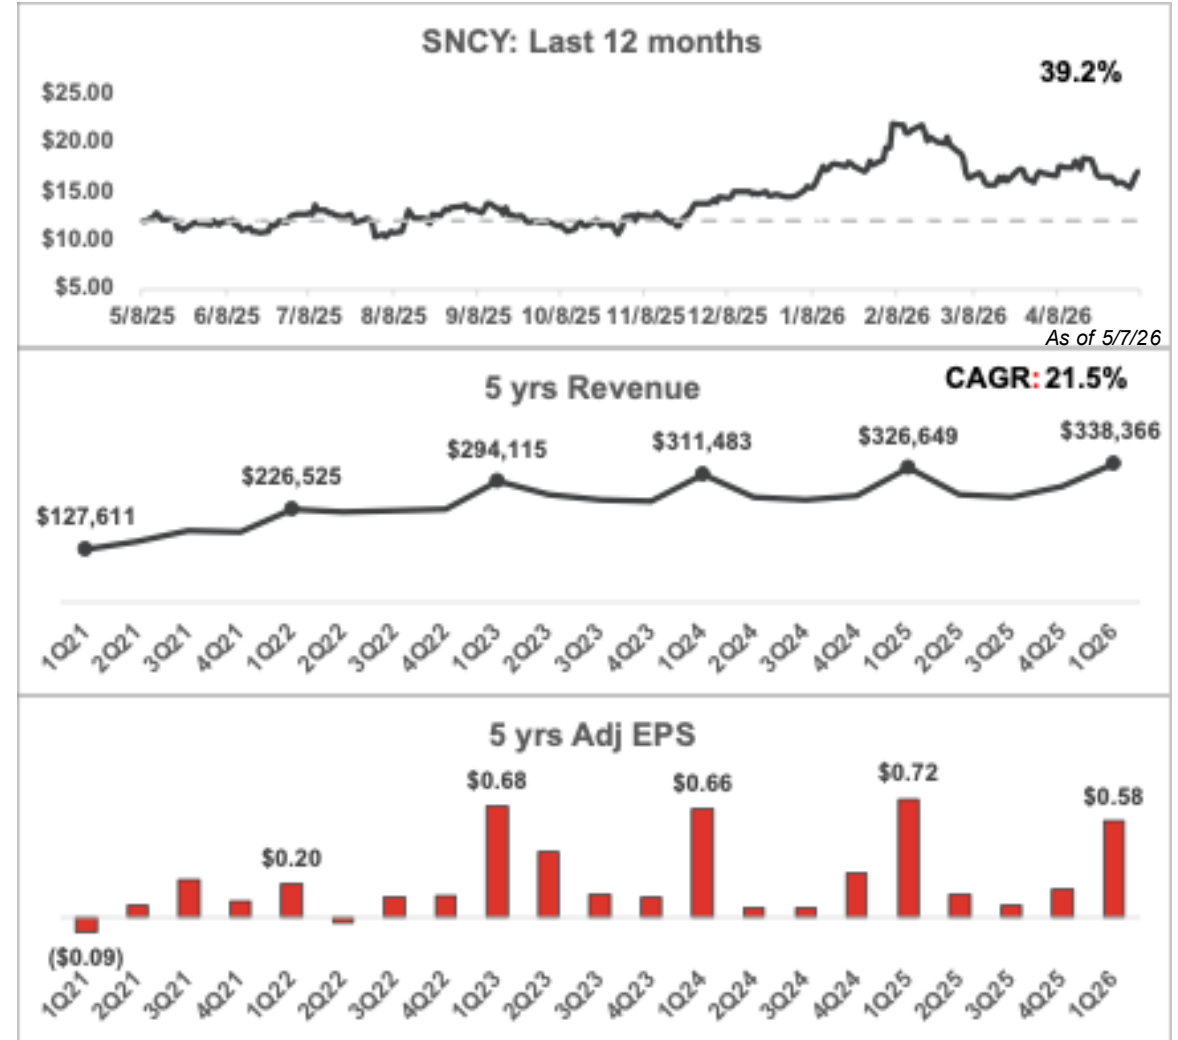 SNCY: Last 12 months
39.2%
$25.00
$20.00
$15.00
$10.00
$5.00
5/8/25 6/8/25 7/8/25 8/8/25 9/8/25 10/8/25 11/8/25 12/8/25 1/8/26 2/8/26 3/8/26 4/8/26
As of 5/7/26
5 yrs Revenue
CAGR: 21.5%
$127,611 $226,525 $294,115 $311,483 $326,649 $338,366
1Q21 2Q21 3Q21 4Q21 1Q22 2Q22 3Q22 4Q22 1Q23 2Q23 3Q23 4Q23 1Q24 2Q24 3Q24 4Q24 1Q25 2Q25 3Q25 4Q25 1Q26
5 yrs Adj EPS
($0.09) $0.20 $0.68 $0.66 $0.72 $0.58
1Q21 2Q21 3Q21 4Q21 1Q22 2Q22 3Q22 4Q22 1Q23 2Q23 3Q23 4Q23 1Q24 2Q24 3Q24 4Q24 1Q25 2Q25 3Q25 4Q25 1Q26